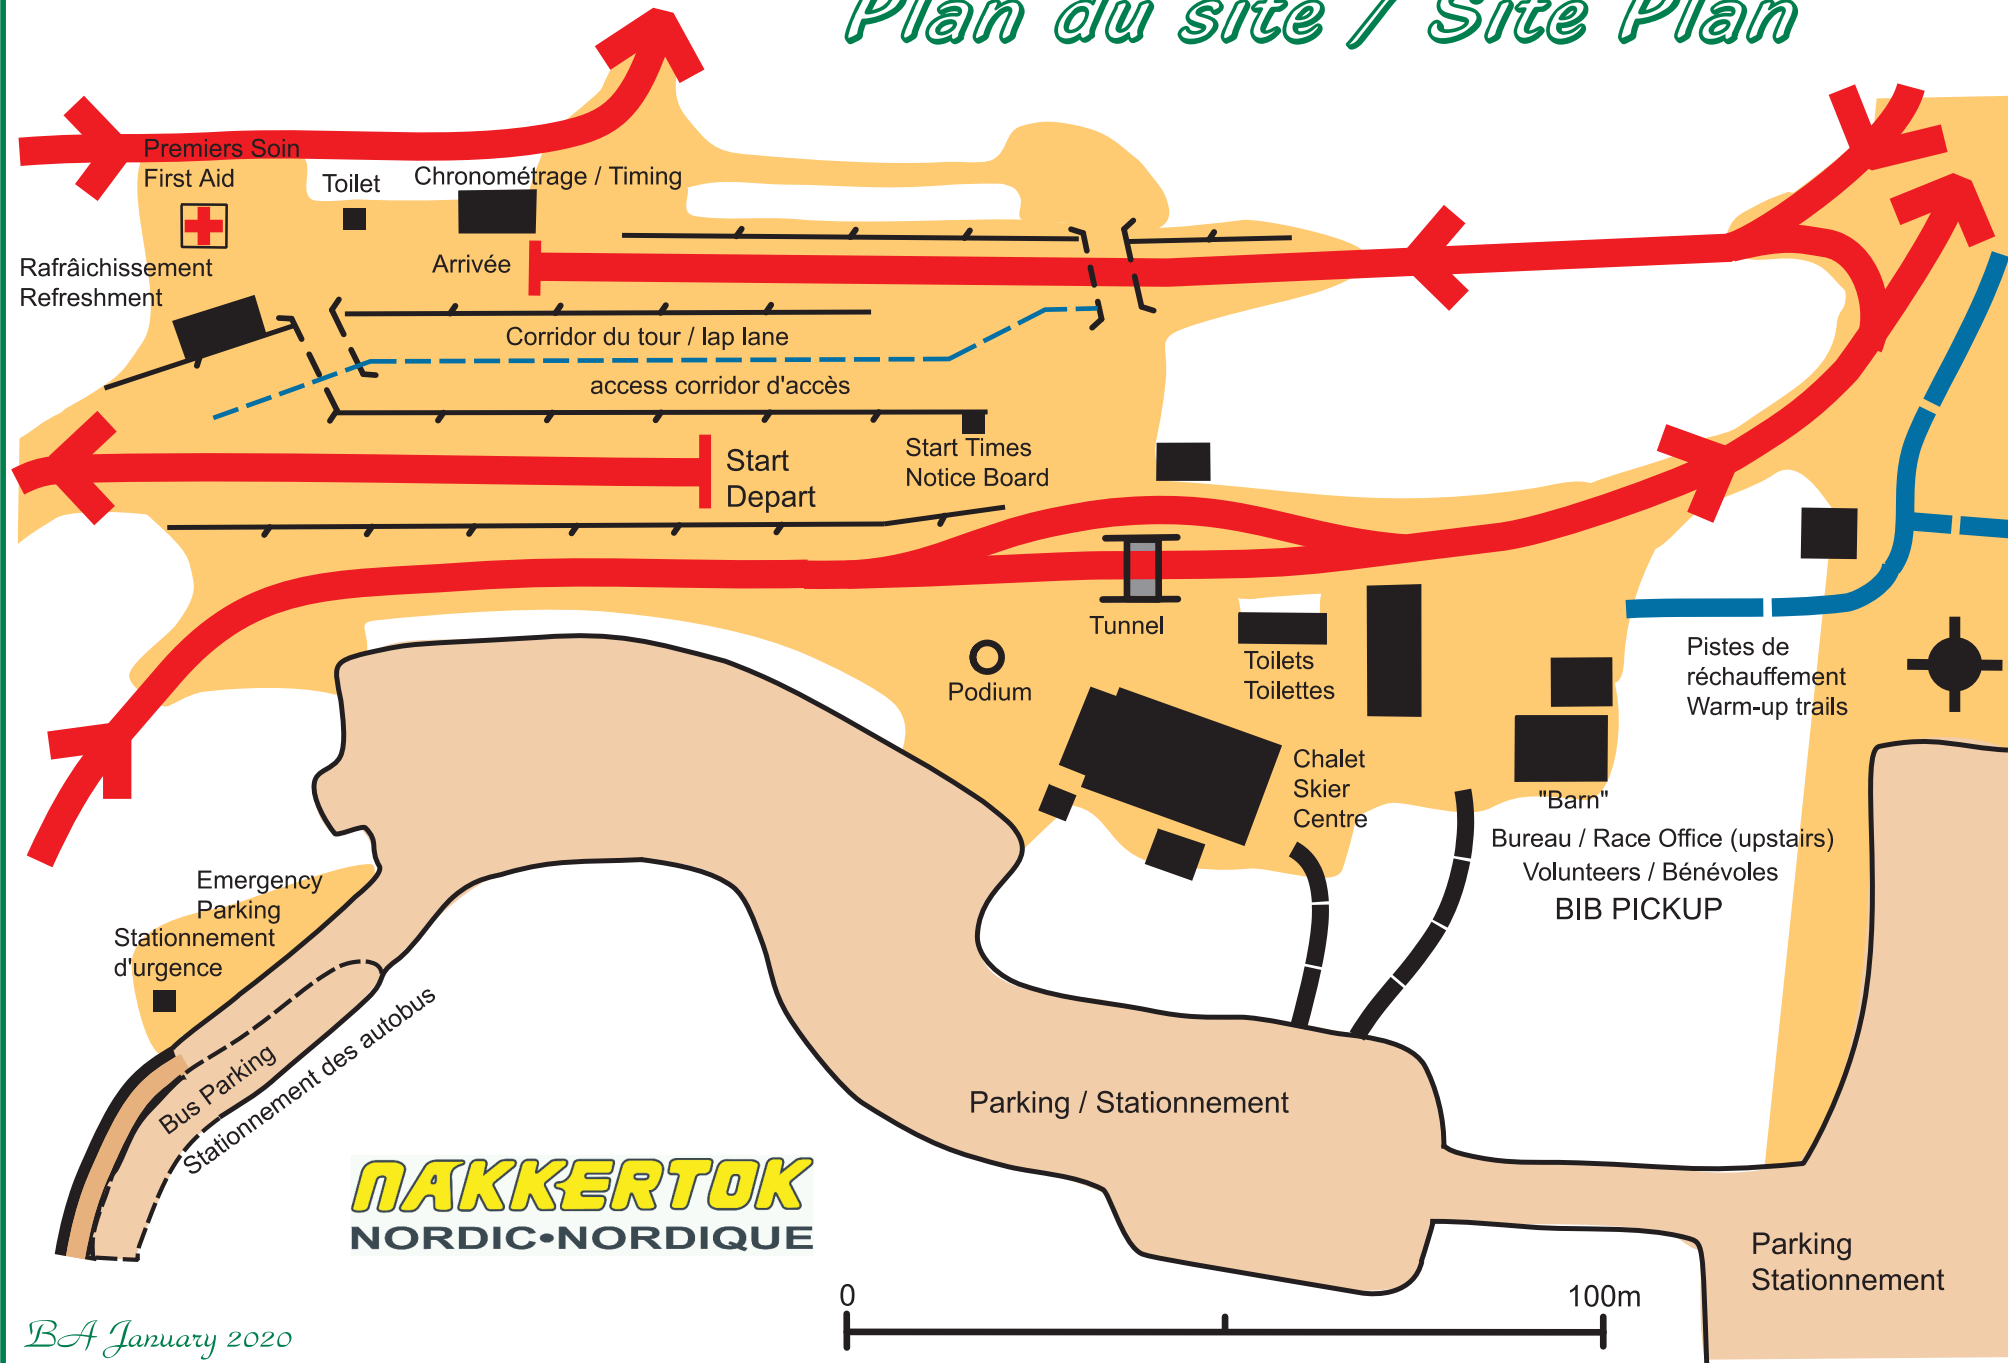 Plan du site / Site Plan
Premiers Soin
First Aid
Toilet
Chronométrage / Timing
Rafraîchissement
Refreshment
Arrivée
Corridor du tour / lap lane
access corridor d'accès
Start
Depart
Start Times
Notice Board
Tunnel
Podium
Toilets
Toilettes
Pistes de
réchauffement
Warm-up trails
Chalet
Skier
Centre
"Barn"
Bureau / Race Office (upstairs)
Volunteers / Bénévoles
BIB PICKUP
Emergency
Parking
Stationnement
d'urgence
Bus Parking
Stationnement des autobus
Parking / Stationnement
NAKKERTOK
NORDIC•NORDIQUE
Parking
Stationnement
0
100m
BA January 2020